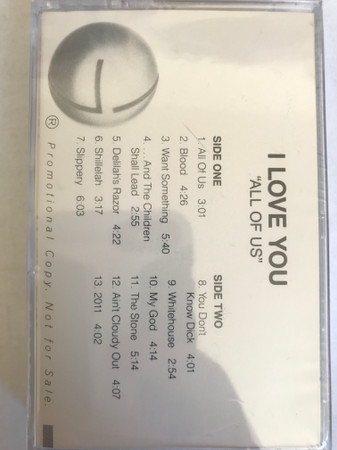 I LOVE YOU
"ALL OF US"
SIDE ONE
1. All Of Us 3:01
2 Blood 4:26
3 Want Something 5:40
4. ...And The Children
Shall Lead 2:55
5 Delilah's Razor 4:22
6 Shillelah 3:17
7 Slippery 6:03
SIDE TWO
8. You Don't
Know Dick 4:01
9. Whitehouse 2:54
10. My God 4:14
11. The Stone 5:14
12. Ain't Cloudy Out 4:07
13. 2011 4:02
® Promotional Copy. Not for Sale.